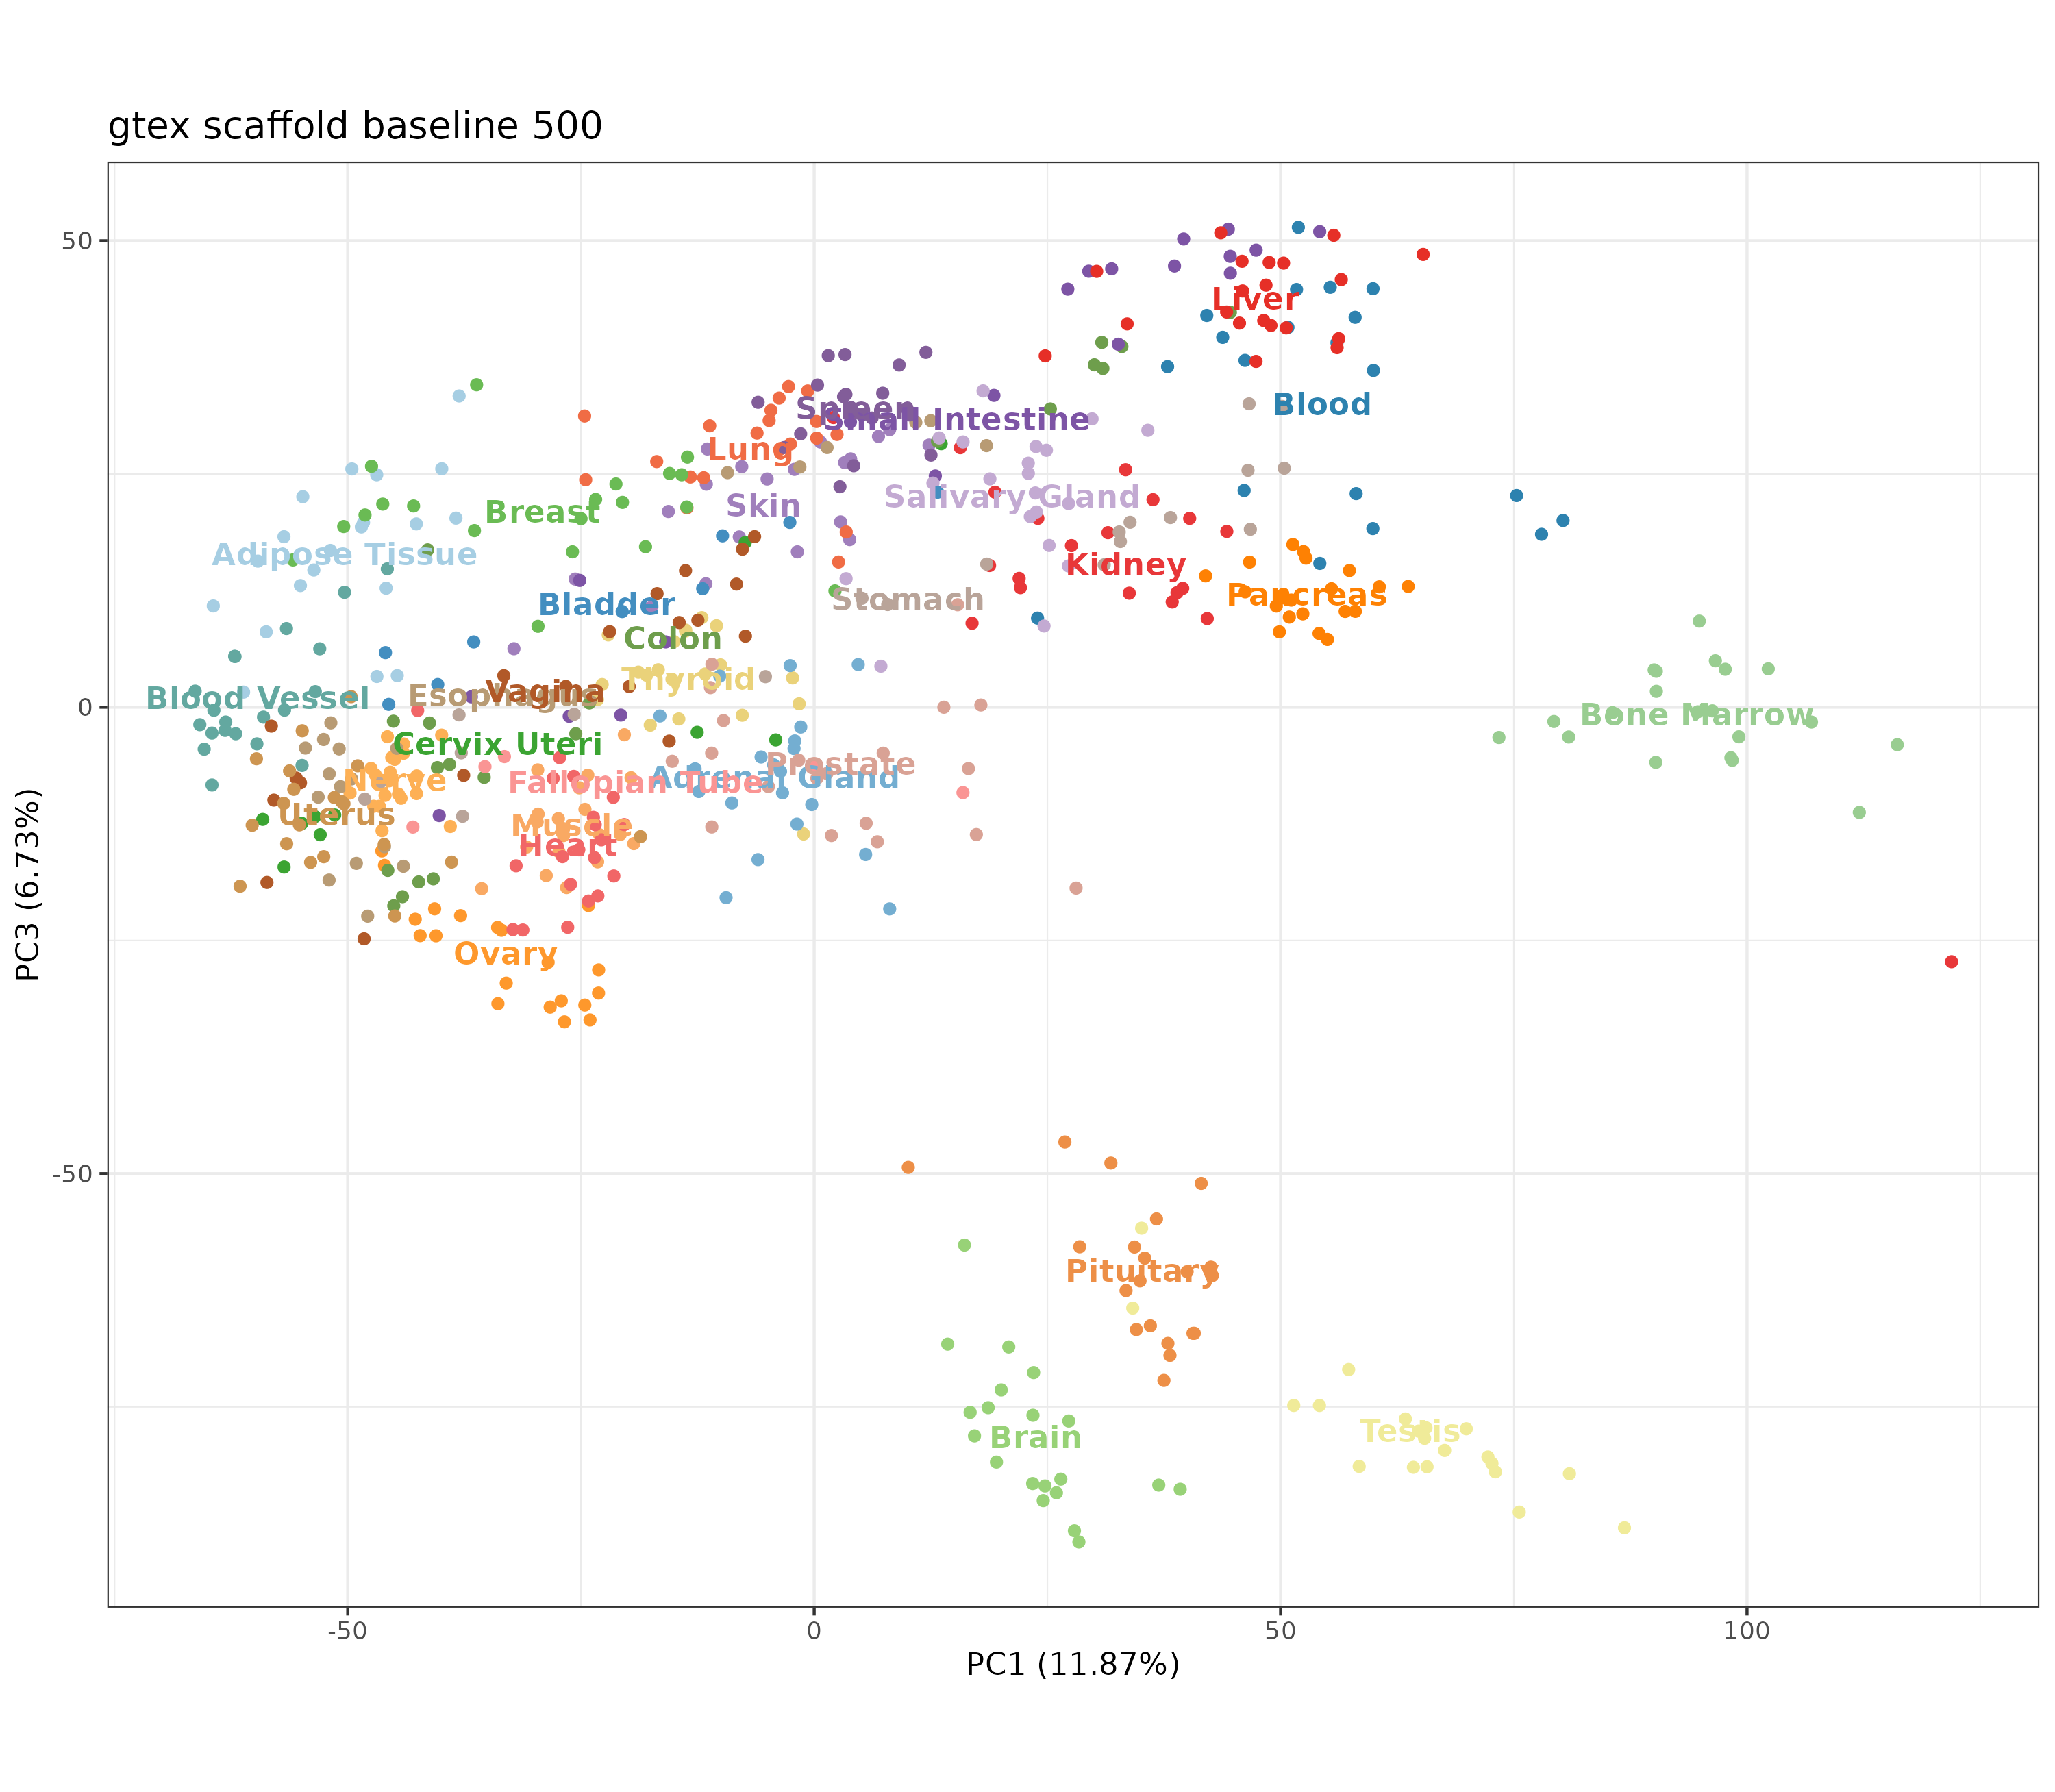 gtex scaffold baseline 500
50
0
-50
Liver
Blood
Spleen
Small Intestine
Lung
Salivary Gland
Skin
Breast
Adipose Tissue
Kidney
Pancreas
Stomach
Bladder
Colon
Thyroid
Vagina
Esophagus
Blood Vessel
Bone Marrow
Cervix Uteri
Prostate
Adrenal Gland
Nerve
Fallopian Tube
Uterus
Muscle
Heart
Ovary
Pituitary
Testis
Brain
-50
0
50
100
PC1 (11.87%)
PC3 (6.73%)